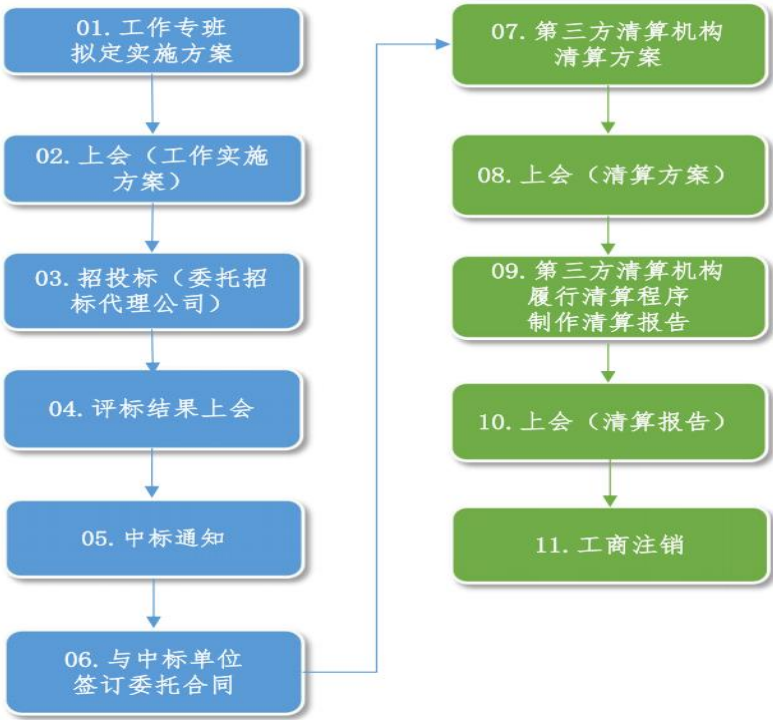 01. 工作专班
拟定实施方案
02. 上会（工作实施
方案）
03. 招投标（委托招
标代理公司）
04. 评标结果上会
05. 中标通知
06. 与中标单位
签订委托合同
07. 第三方清算机构
清算方案
08. 上会（清算方案）
09. 第三方清算机构
履行清算程序
制作清算报告
10. 上会（清算报告）
11. 工商注销